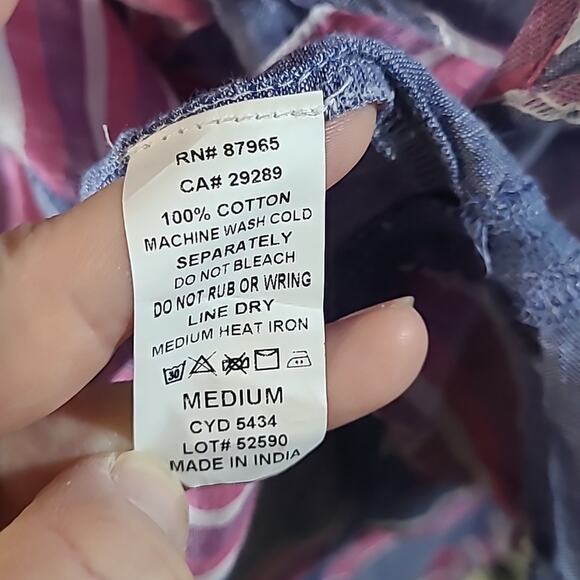 RN# 87965
CA# 29289
100% COTTON
MACHINE WASH COLD
SEPARATELY
DO NOT BLEACH
DO NOT RUB OR WRING
LINE DRY
MEDIUM HEAT IRON
30
MEDIUM
CYD 5434
LOT# 52590
MADE IN INDIA